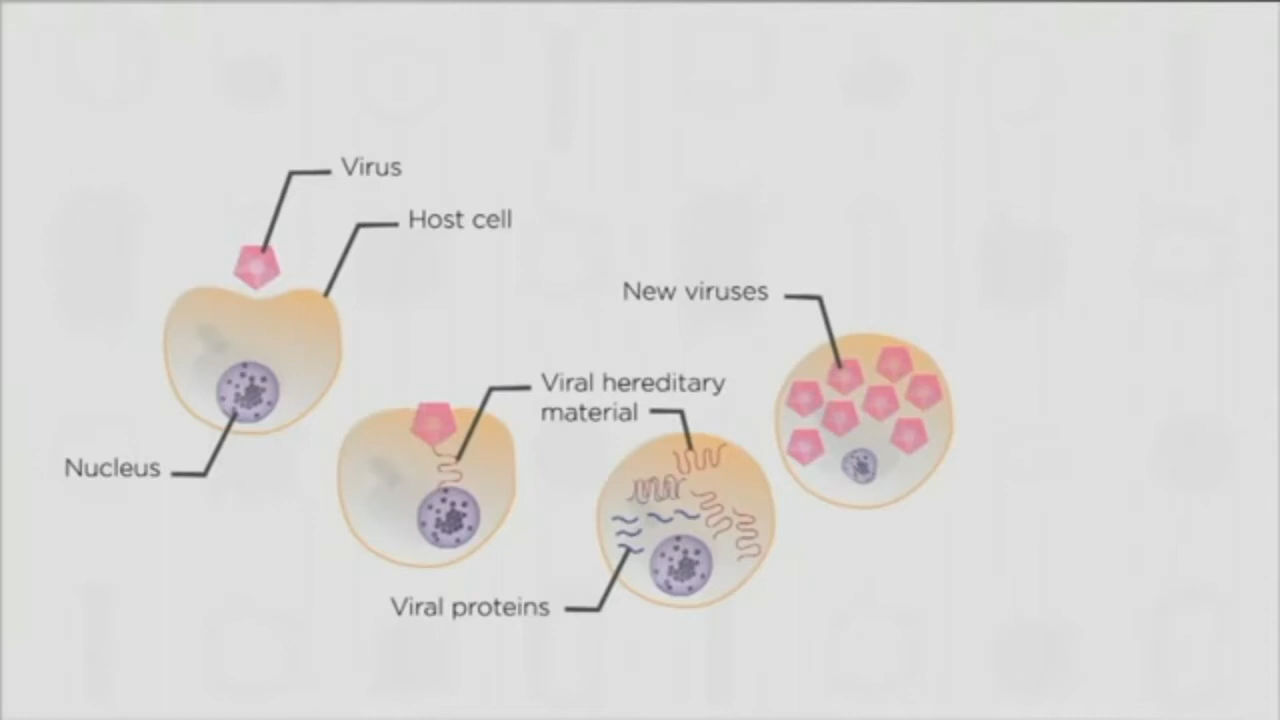 Virus
Host cell
New viruses
Viral hereditary
material
Nucleus
Viral proteins